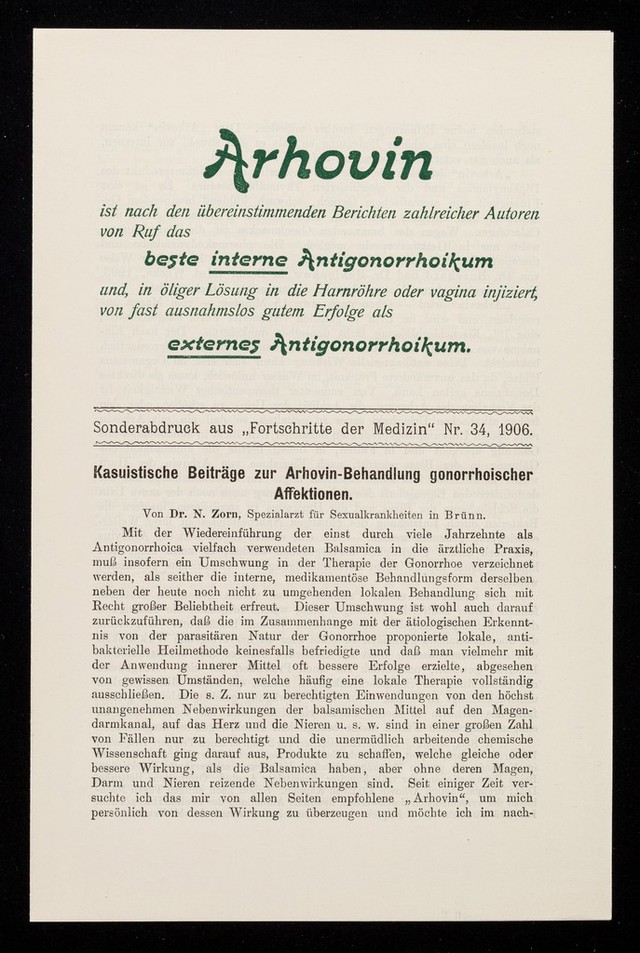 Arhovin
ist nach den übereinstimmenden Berichten zahlreicher Autoren
von Ruf das
beste interne Antigonorrhoikum
und, in öliger Lösung in die Harnröhre oder vagina injiziert,
von fast ausnahmslos gutem Erfolge als
externes Antigonorrhoikum.
Sonderabdruck aus „Fortschritte der Medizin“ Nr. 34, 1906.
Kasuistische Beiträge zur Arhovin-Behandlung gonorrhoischer
Affektionen.
Von Dr. N. Zorn, Spezialarzt für Sexualkrankheiten in Brünn.
Mit der Wiedereinführung der einst durch viele Jahrzehnte als
Antigonorrhoica vielfach verwendeten Balsamica in die ärztliche Praxis,
muß insofern ein Umschwung in der Therapie der Gonorrhoe verzeichnet
werden, als seither die interne, medikamentöse Behandlungsform derselben
neben der heute noch nicht zu umgehenden lokalen Behandlung sich mit
Recht großer Beliebtheit erfreut. Dieser Umschwung ist wohl auch darauf
zurückzuführen, daß die im Zusammenhange mit der ätiologischen Erkennt-
nis von der parasitären Natur der Gonorrhoe proponierte lokale, anti-
bakterielle Heilmethode keinesfalls befriedigte und daß man vielmehr mit
der Anwendung innerer Mittel oft bessere Erfolge erzielte, abgesehen
von gewissen Umständen, welche häufig eine lokale Therapie vollständig
ausschließen. Die s. Z. nur zu berechtigten Einwendungen von den höchst
unangenehmen Nebenwirkungen der balsamischen Mittel auf den Magen-
darmkanal, auf das Herz und die Nieren u. s. w. sind in einer großen Zahl
von Fällen nur zu berechtigt und die unermüdlich arbeitende chemische
Wissenschaft ging darauf aus, Produkte zu schaffen, welche gleiche oder
bessere Wirkung, als die Balsamica haben, aber ohne deren Magen,
Darm und Nieren reizende Nebenwirkungen sind. Seit einiger Zeit ver-
suchte ich das mir von allen Seiten empfohlene „Arhovin“, um mich
persönlich von dessen Wirkung zu überzeugen und möchte ich im nach-